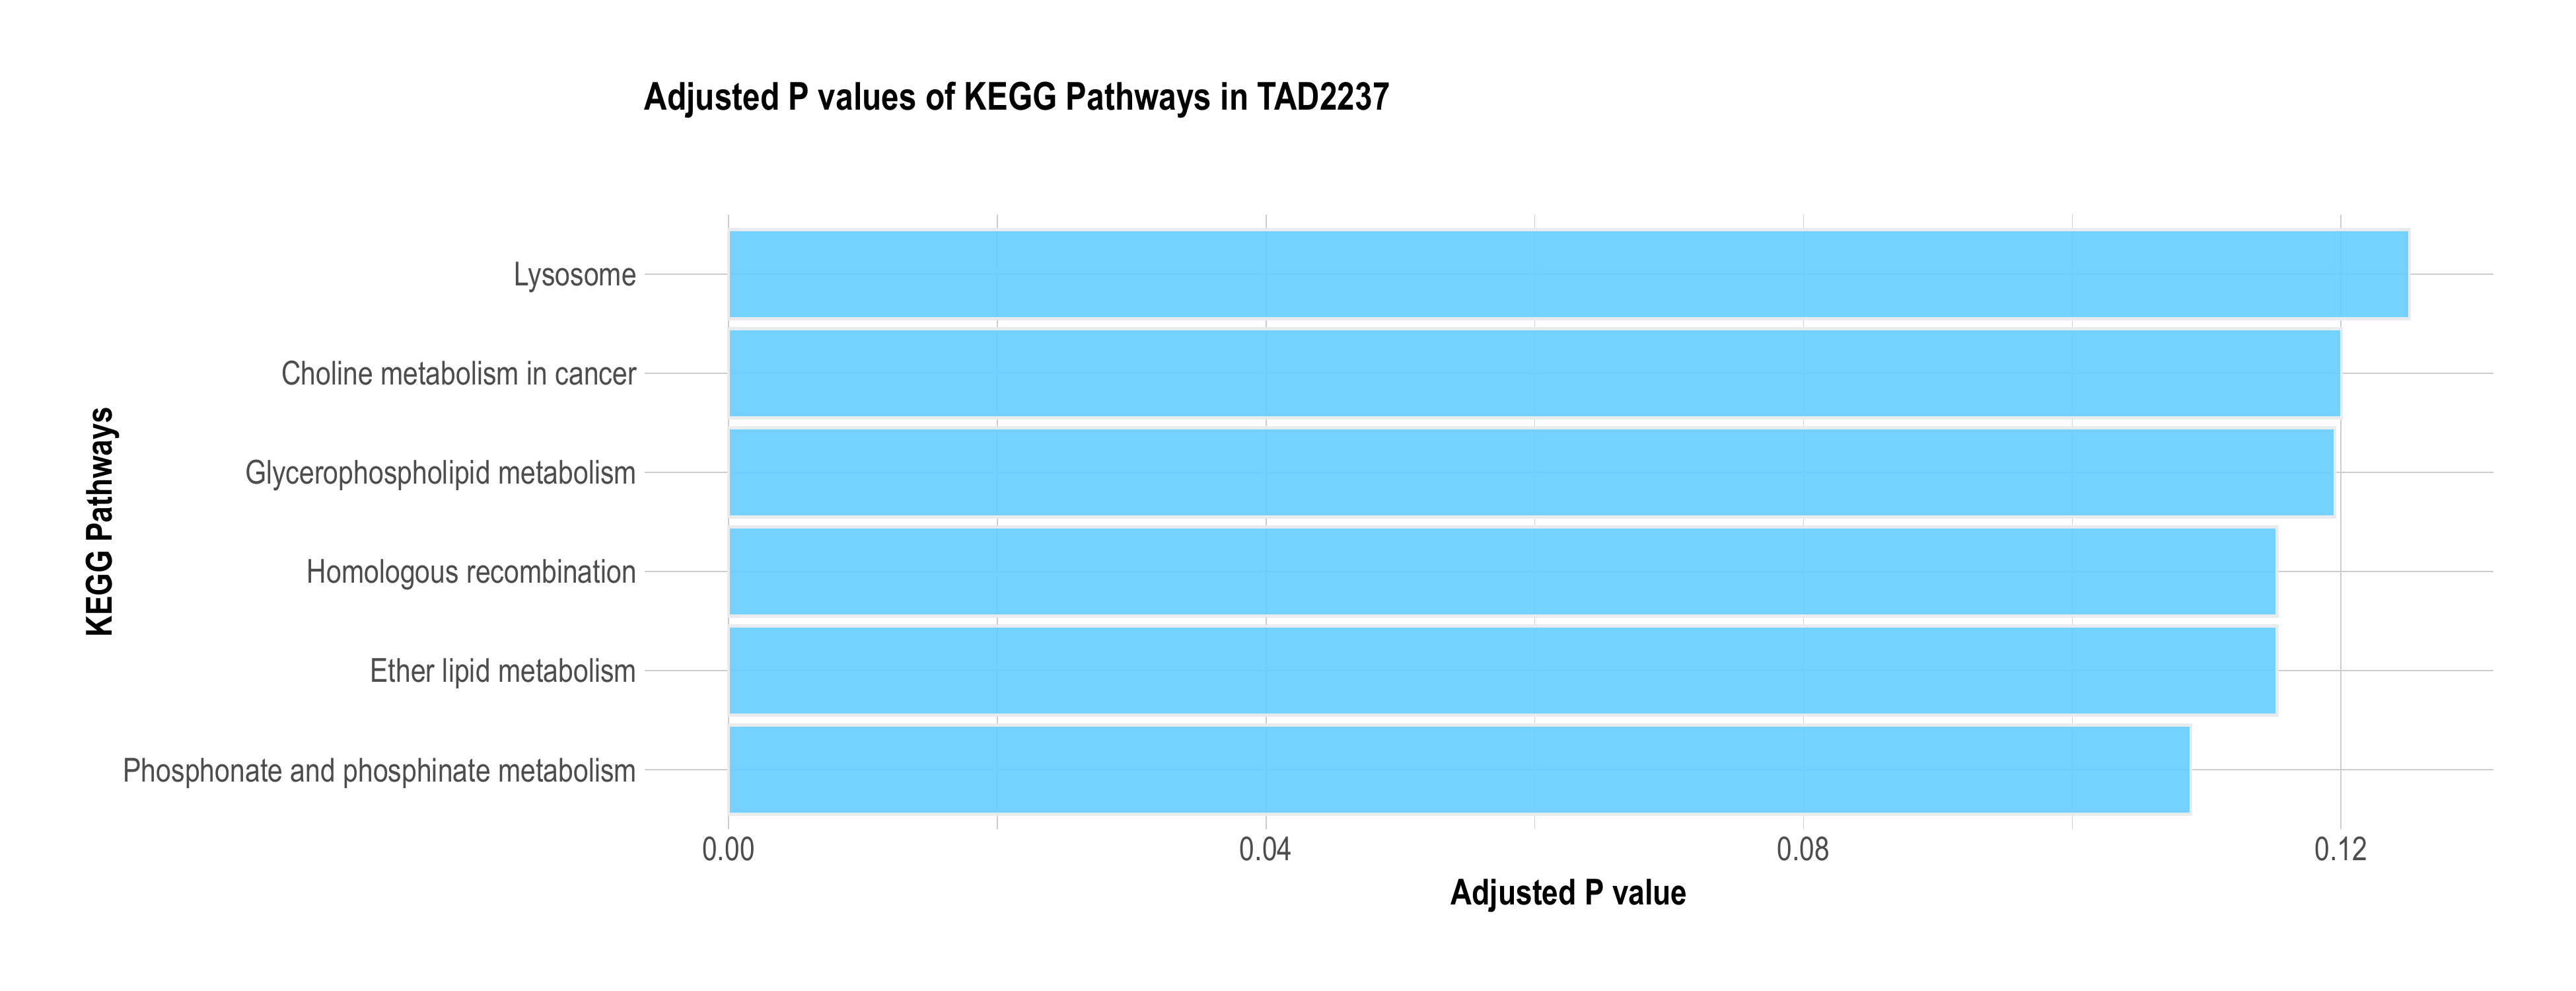 Adjusted P values of KEGG Pathways in TAD2237
KEGG Pathways
Lysosome
Choline metabolism in cancer
Glycerophospholipid metabolism
Homologous recombination
Ether lipid metabolism
Phosphonate and phosphinate metabolism
0.00 0.04 0.08 0.12
Adjusted P value